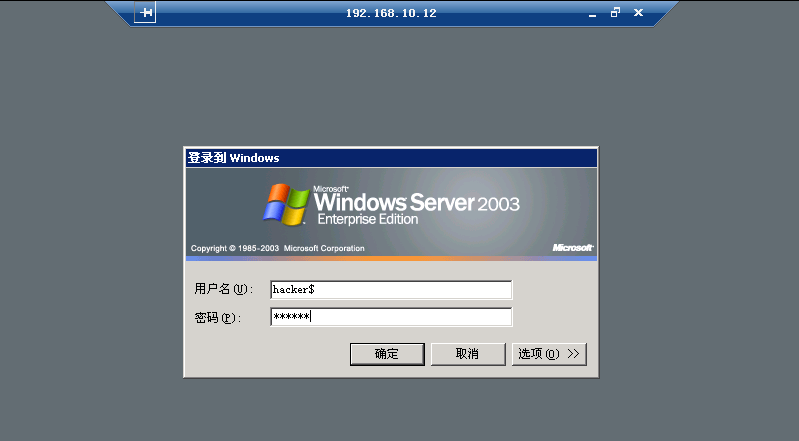 192.168.10.12
登录到 Windows
Microsoft
Windows Server 2003
Enterprise Edition
Copyright © 1985-2003 Microsoft Corporation
Microsoft
用户名(U):
hacker$
密码(P):
******
确定
取消
选项(O) >>